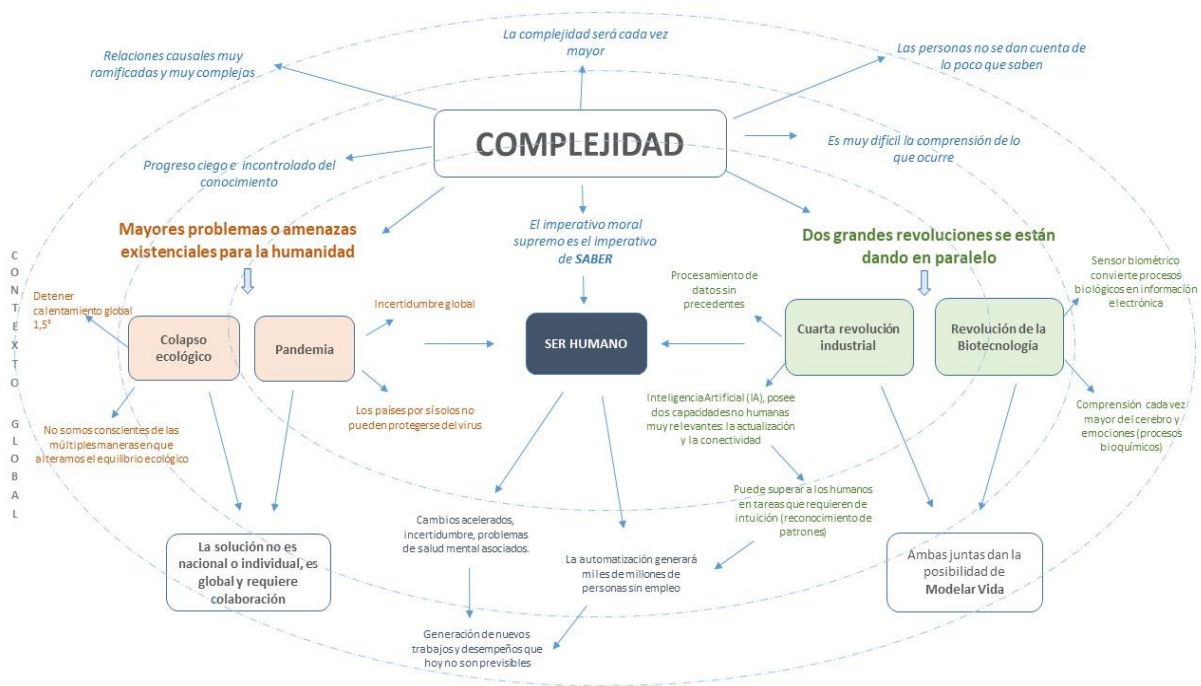 La complejidad será cada vez
mayor
Relaciones causales muy
ramificadas y muy complejas
Las personas no se dan cuenta de
lo poco que saben
COMPLEJIDAD
Es muy difícil la comprensión de lo
que ocurre
Progreso ciego e incontrolado del
conocimiento
Mayores problemas o amenazas
existenciales para la humanidad
El imperativo moral
supremo es el imperativo
de SABER
Dos grandes revoluciones se están
dando en paralelo
CONTEXTO GLOBAL
Detener
calentamiento global
1,5°
Colapso
ecológico
Pandemia
Incertidumbre global
Los países por sí solos no
pueden protegerse del virus
No somos conscientes de las
múltiples maneras en que
alteramos el equilibrio ecológico
La solución no es
nacional o individual, es
global y requiere
colaboración
SER HUMANO
Procesamiento de
datos sin
precedentes
Cuarta revolución
industrial
Revolución de la
Biotecnología
Sensor biométrico
convierte procesos
biológicos en información
electrónica
Inteligencia Artificial (IA), posee
dos capacidades no humanas
muy relevantes: la actualización
y la conectividad
Comprensión cada vez
mayor del cerebro y
emociones (procesos
bioquímicos)
Puede superar a los humanos
en tareas que requieren de
intuición (reconocimiento de
patrones)
Cambios acelerados,
incertidumbre, problemas
de salud mental asociados.
La automatización generará
miles de millones de
personas sin empleo
Ambas juntas dan la
posibilidad de
Modelar Vida
Generación de nuevos
trabajos y desempeños que
hoy no son previsibles